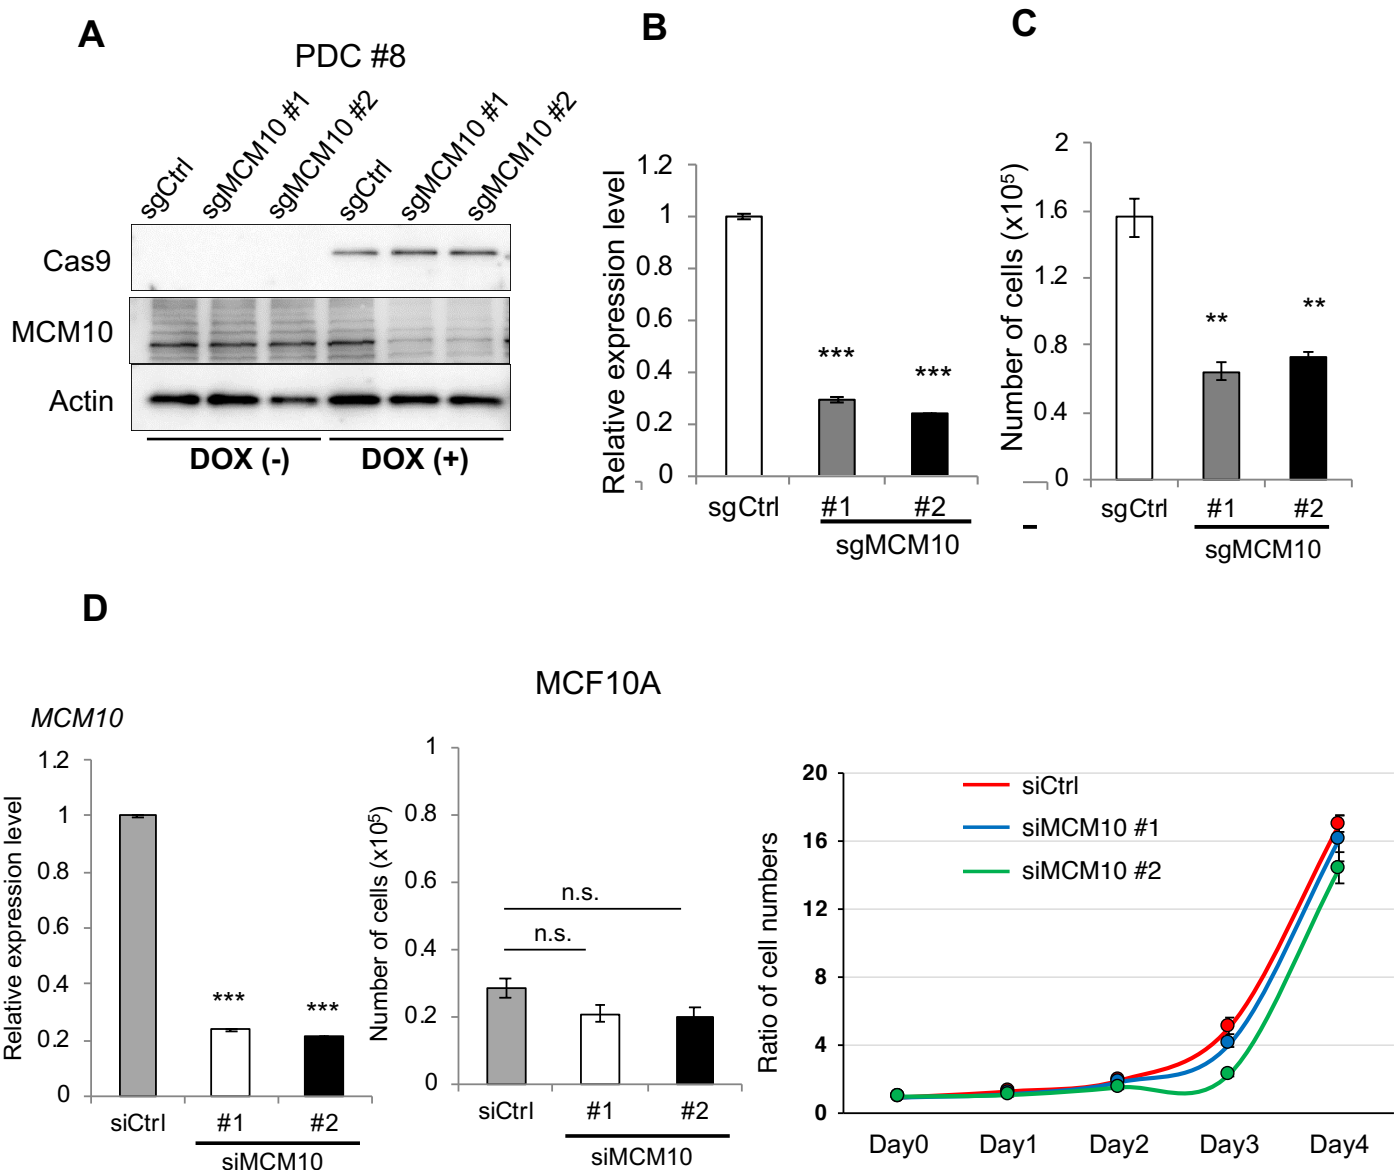 A
PDC #8
sgCtrl
sgMCM10 #1
sgMCM10 #2
sgCtrl
sgMCM10 #1
sgMCM10 #2
Cas9
MCM10
Actin
DOX (-)
DOX (+)
B
Relative expression level
1.2
1
0.8
0.6
0.4
0.2
0
***
***
sgCtrl
#1
#2
sgMCM10
C
Number of cells (x10⁵)
2
1.6
1.2
0.8
0.4
0
**
**
sgCtrl
#1
#2
sgMCM10
D
MCF10A
MCM10
Relative expression level
1.2
1
0.8
0.6
0.4
0.2
0
***
***
siCtrl
#1
#2
siMCM10
Number of cells (x10⁵)
1
0.8
0.6
0.4
0.2
0
n.s.
n.s.
siCtrl
#1
#2
siMCM10
Ratio of cell numbers
20
16
12
8
4
0
siCtrl
siMCM10 #1
siMCM10 #2
Day0
Day1
Day2
Day3
Day4